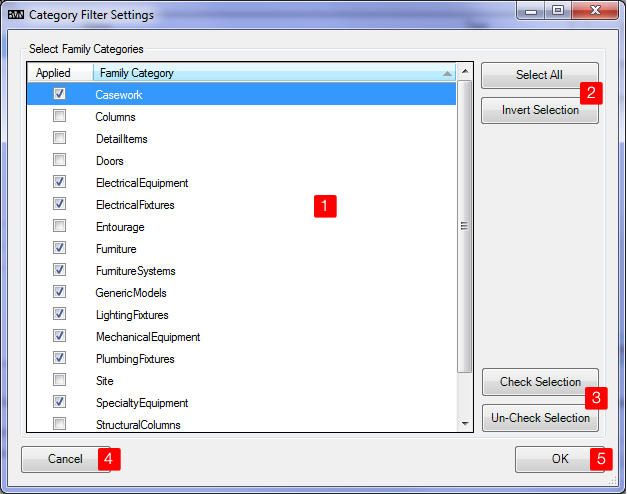 BMN Category Filter Settings
Select Family Categories
Applied Family Category
Casework
Columns
DetailItems
Doors
ElectricalEquipment
ElectricalFixtures
Entourage
Furniture
FurnitureSystems
GenericModels
LightingFixtures
MechanicalEquipment
PlumbingFixtures
Site
SpecialtyEquipment
StructuralColumns
1
Select All
2
Invert Selection
Check Selection
3
Un-Check Selection
Cancel 4
OK 5